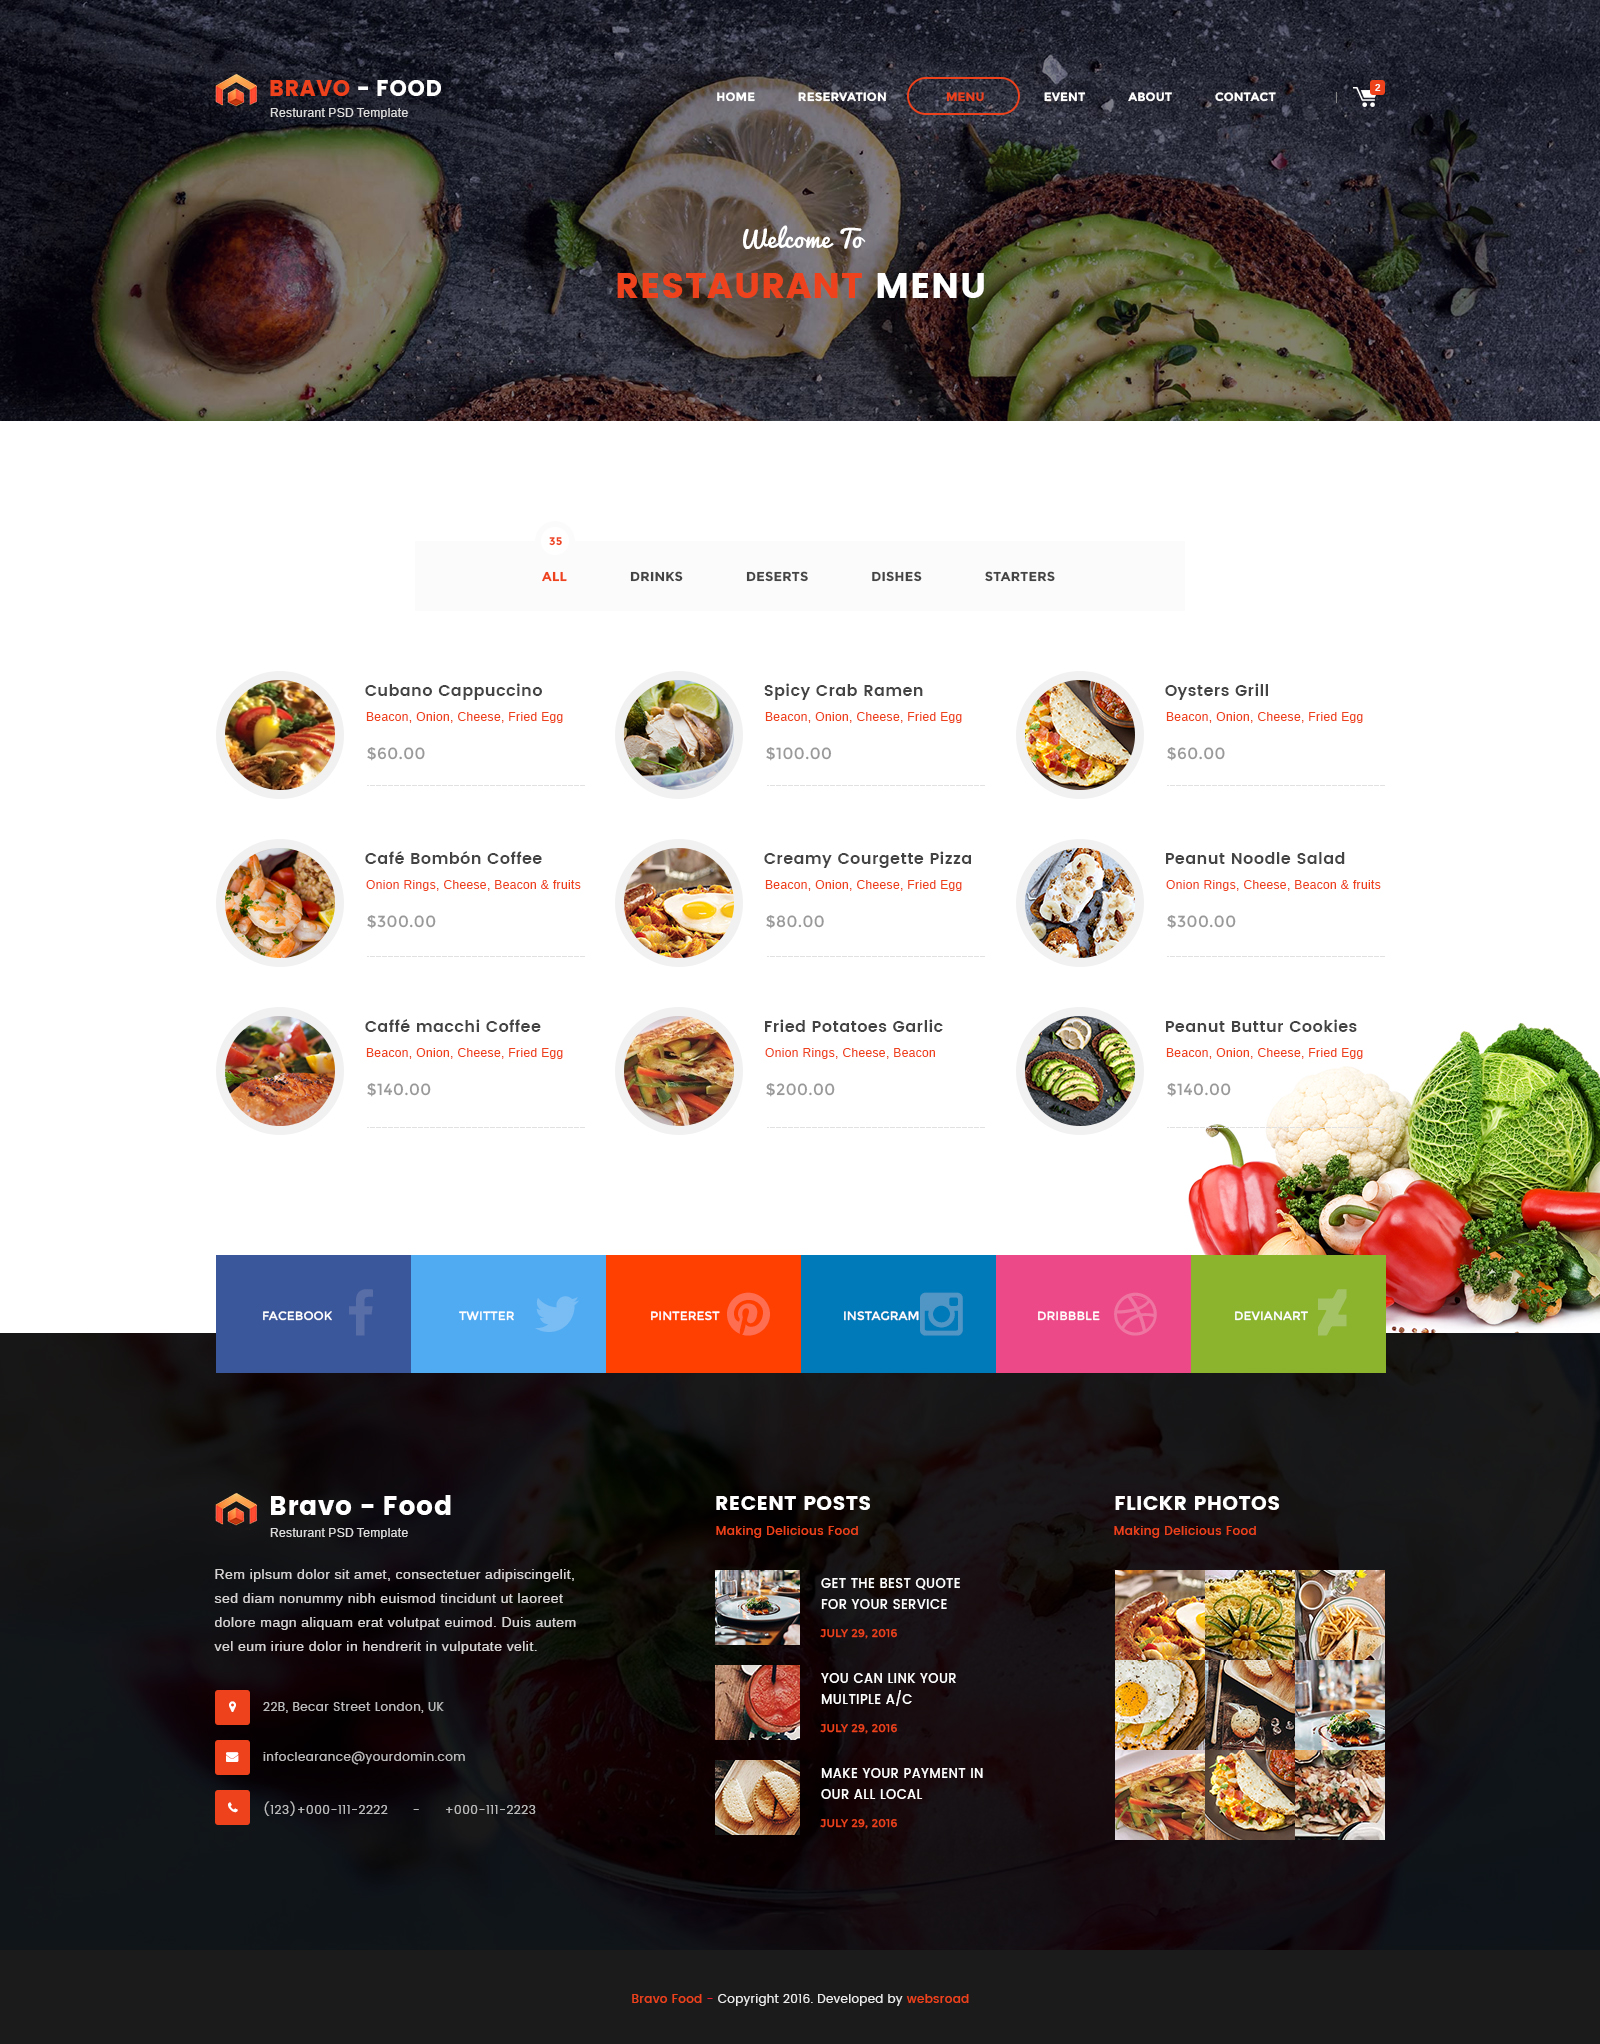 BRAVO - FOOD
Resturant PSD Template
HOME RESERVATION MENU EVENT ABOUT CONTACT 2
Welcome To
RESTAURANT MENU
35
ALL DRINKS DESERTS DISHES STARTERS
Cubano Cappuccino
Beacon, Onion, Cheese, Fried Egg
$60.00
Spicy Crab Ramen
Beacon, Onion, Cheese, Fried Egg
$100.00
Oysters Grill
Beacon, Onion, Cheese, Fried Egg
$60.00
Café Bombón Coffee
Onion Rings, Cheese, Beacon & fruits
$300.00
Creamy Courgette Pizza
Beacon, Onion, Cheese, Fried Egg
$80.00
Peanut Noodle Salad
Onion Rings, Cheese, Beacon & fruits
$300.00
Caffé macchi Coffee
Beacon, Onion, Cheese, Fried Egg
$140.00
Fried Potatoes Garlic
Onion Rings, Cheese, Beacon
$200.00
Peanut Buttur Cookies
Beacon, Onion, Cheese, Fried Egg
$140.00
FACEBOOK TWITTER PINTEREST INSTAGRAM DRIBBBLE DEVIANART
Bravo - Food
Resturant PSD Template
Rem iplsum dolor sit amet, consectetuer adipiscingelit,
sed diam nonummy nibh euismod tincidunt ut laoreet
dolore magn aliquam erat volutpat euimod. Duis autem
vel eum iriure dolor in hendrerit in vulputate velit.
22B, Becar Street London, UK
infoclearance@yourdomin.com
(123)+000-111-2222 - +000-111-2223
RECENT POSTS
Making Delicious Food
GET THE BEST QUOTE
FOR YOUR SERVICE
JULY 29, 2016
YOU CAN LINK YOUR
MULTIPLE A/C
JULY 29, 2016
MAKE YOUR PAYMENT IN
OUR ALL LOCAL
JULY 29, 2016
FLICKR PHOTOS
Making Delicious Food
Bravo Food - Copyright 2016. Developed by websroad